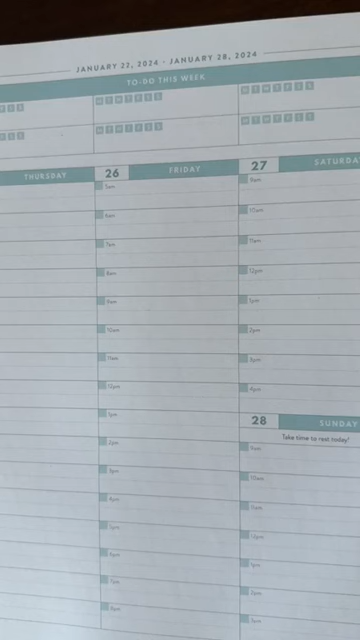 JANUARY 22, 2024 - JANUARY 28, 2024
TO-DO THIS WEEK
M T W T F S S
M T W T F S S
THURSDAY
26 FRIDAY
5am
6am
7am
8am
9am
10am
11am
12pm
1pm
2pm
3pm
4pm
5pm
6pm
7pm
8pm
27 SATURDA
9am
10am
11am
12pm
1pm
2pm
3pm
4pm
28 SUNDAY
Take time to rest today!
9am
10am
11am
12pm
1pm
2pm
3pm